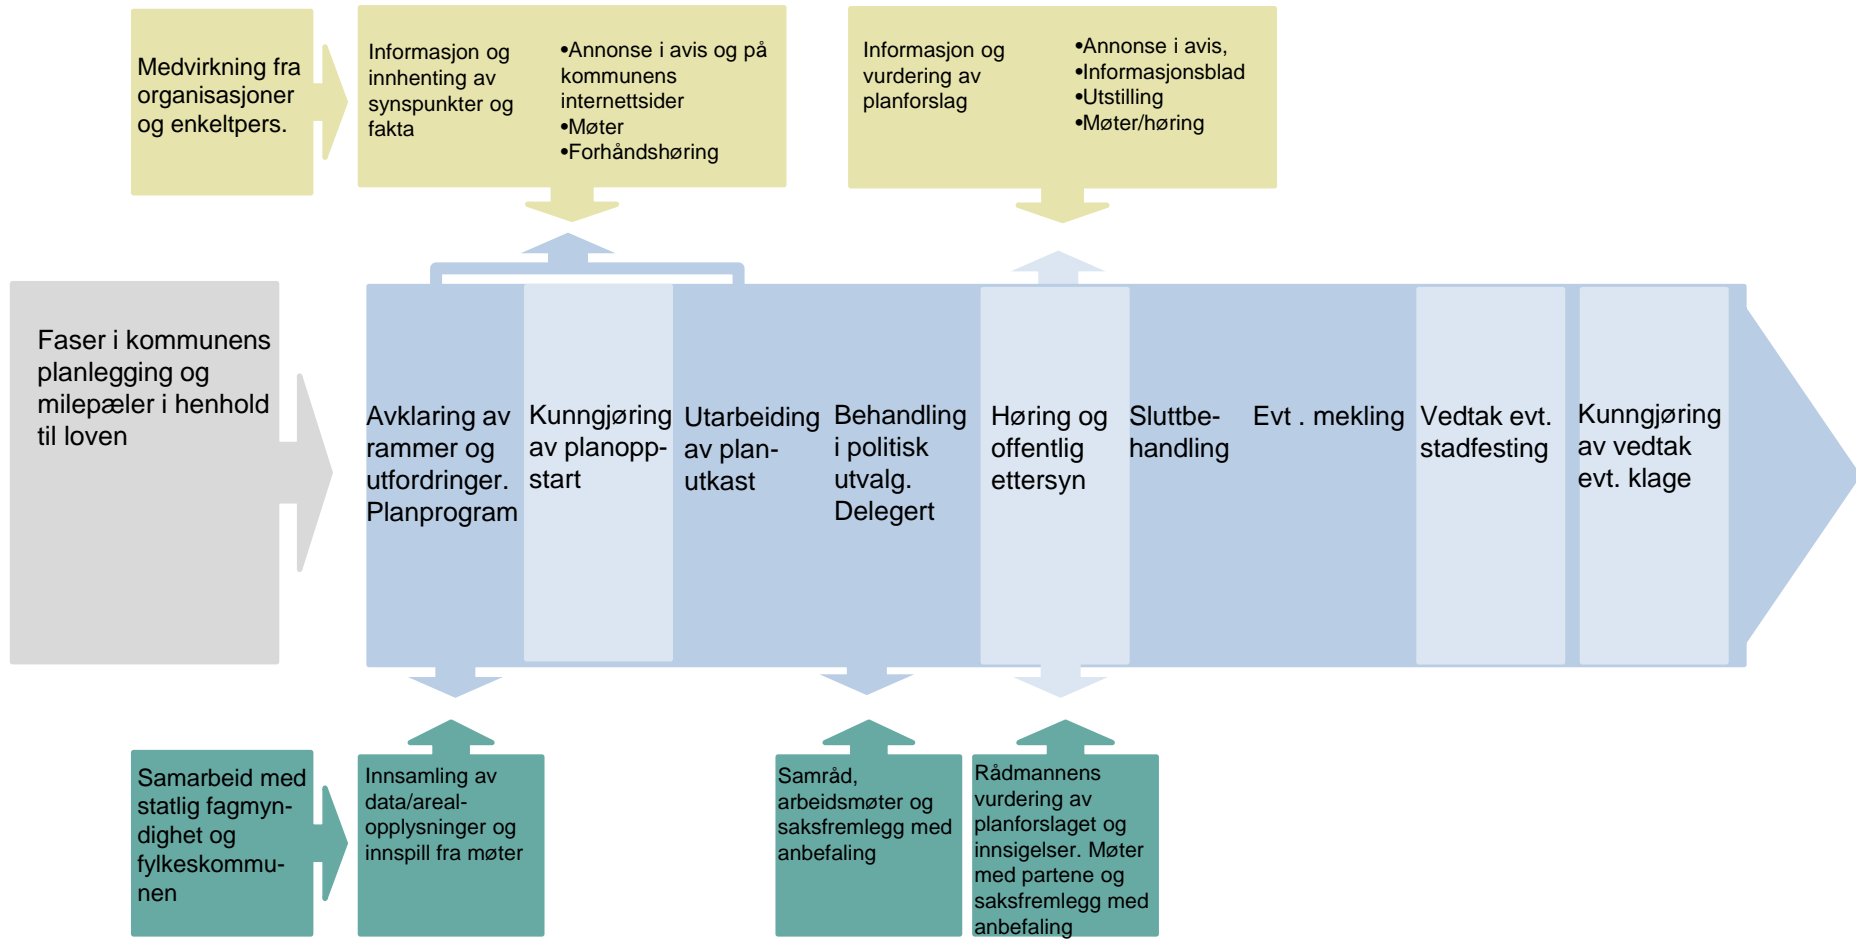 Medvirkning fra
organisasjoner
og enkeltpers.
Informasjon og
innhenting av
synspunkter og
fakta
•Annonse i avis og på
kommunens
internettsider
•Møter
•Forhåndshøring
Informasjon og
vurdering av
planforslag
•Annonse i avis,
•Informasjonsblad
•Utstilling
•Møter/høring
Faser i kommunens
planlegging og
milepæler i henhold
til loven
Avklaring av
rammer og
utfordringer.
Planprogram
Kunngjøring
av planopp-
start
Utarbeiding
av plan-
utkast
Behandling
i politisk
utvalg.
Delegert
Høring og
offentlig
ettersyn
Sluttbe-
handling
Evt . mekling
Vedtak evt.
stadfesting
Kunngjøring
av vedtak
evt. klage
Samarbeid med
statlig fagmyn-
dighet og
fylkeskommu-
nen
Innsamling av
data/areal-
opplysninger og
innspill fra møter
Samråd,
arbeidsmøter og
saksfremlegg med
anbefaling
Rådmannens
vurdering av
planforslaget og
innsigelser. Møter
med partene og
saksfremlegg med
anbefaling